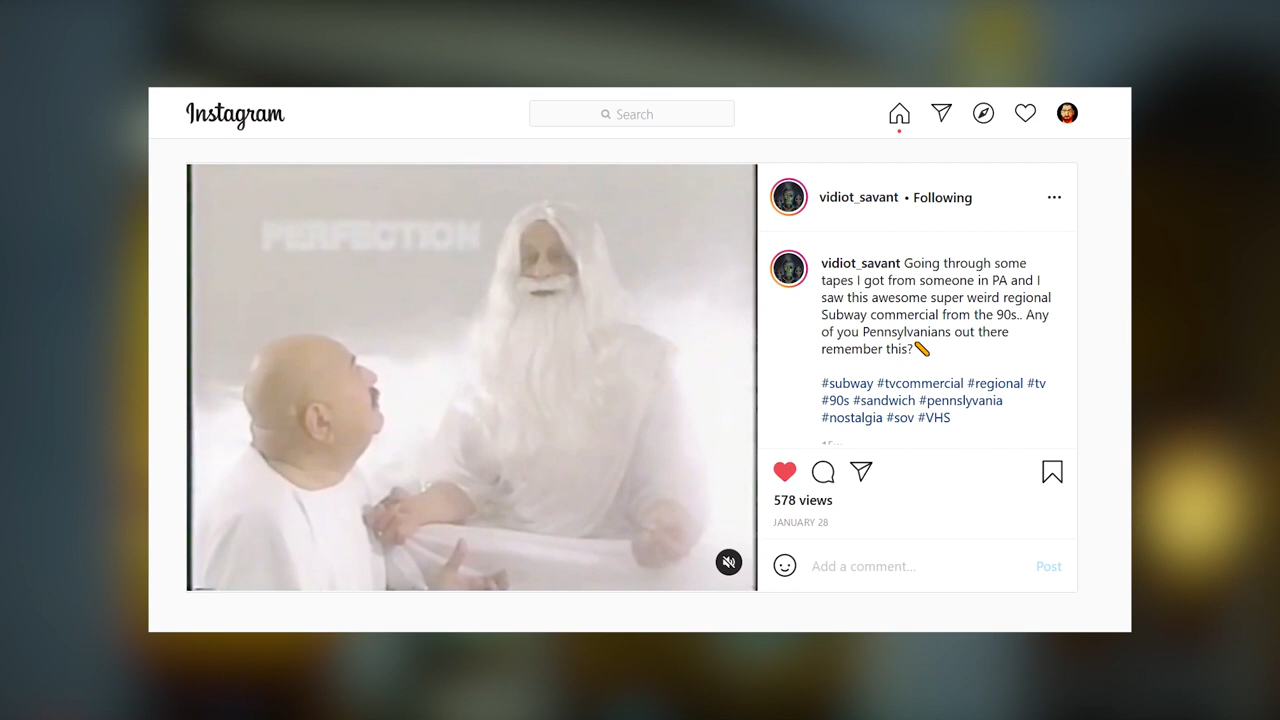 Instagram
Search
PERFECTION
vidiot_savant • Following
vidiot_savant Going through some
tapes I got from someone in PA and I
saw this awesome super weird regional
Subway commercial from the 90s.. Any
of you Pennsylvanians out there
remember this?🥖
#subway #tvcommercial #regional #tv
#90s #sandwich #pennslyvania
#nostalgia #sov #VHS
578 views
JANUARY 28
Add a comment...
Post